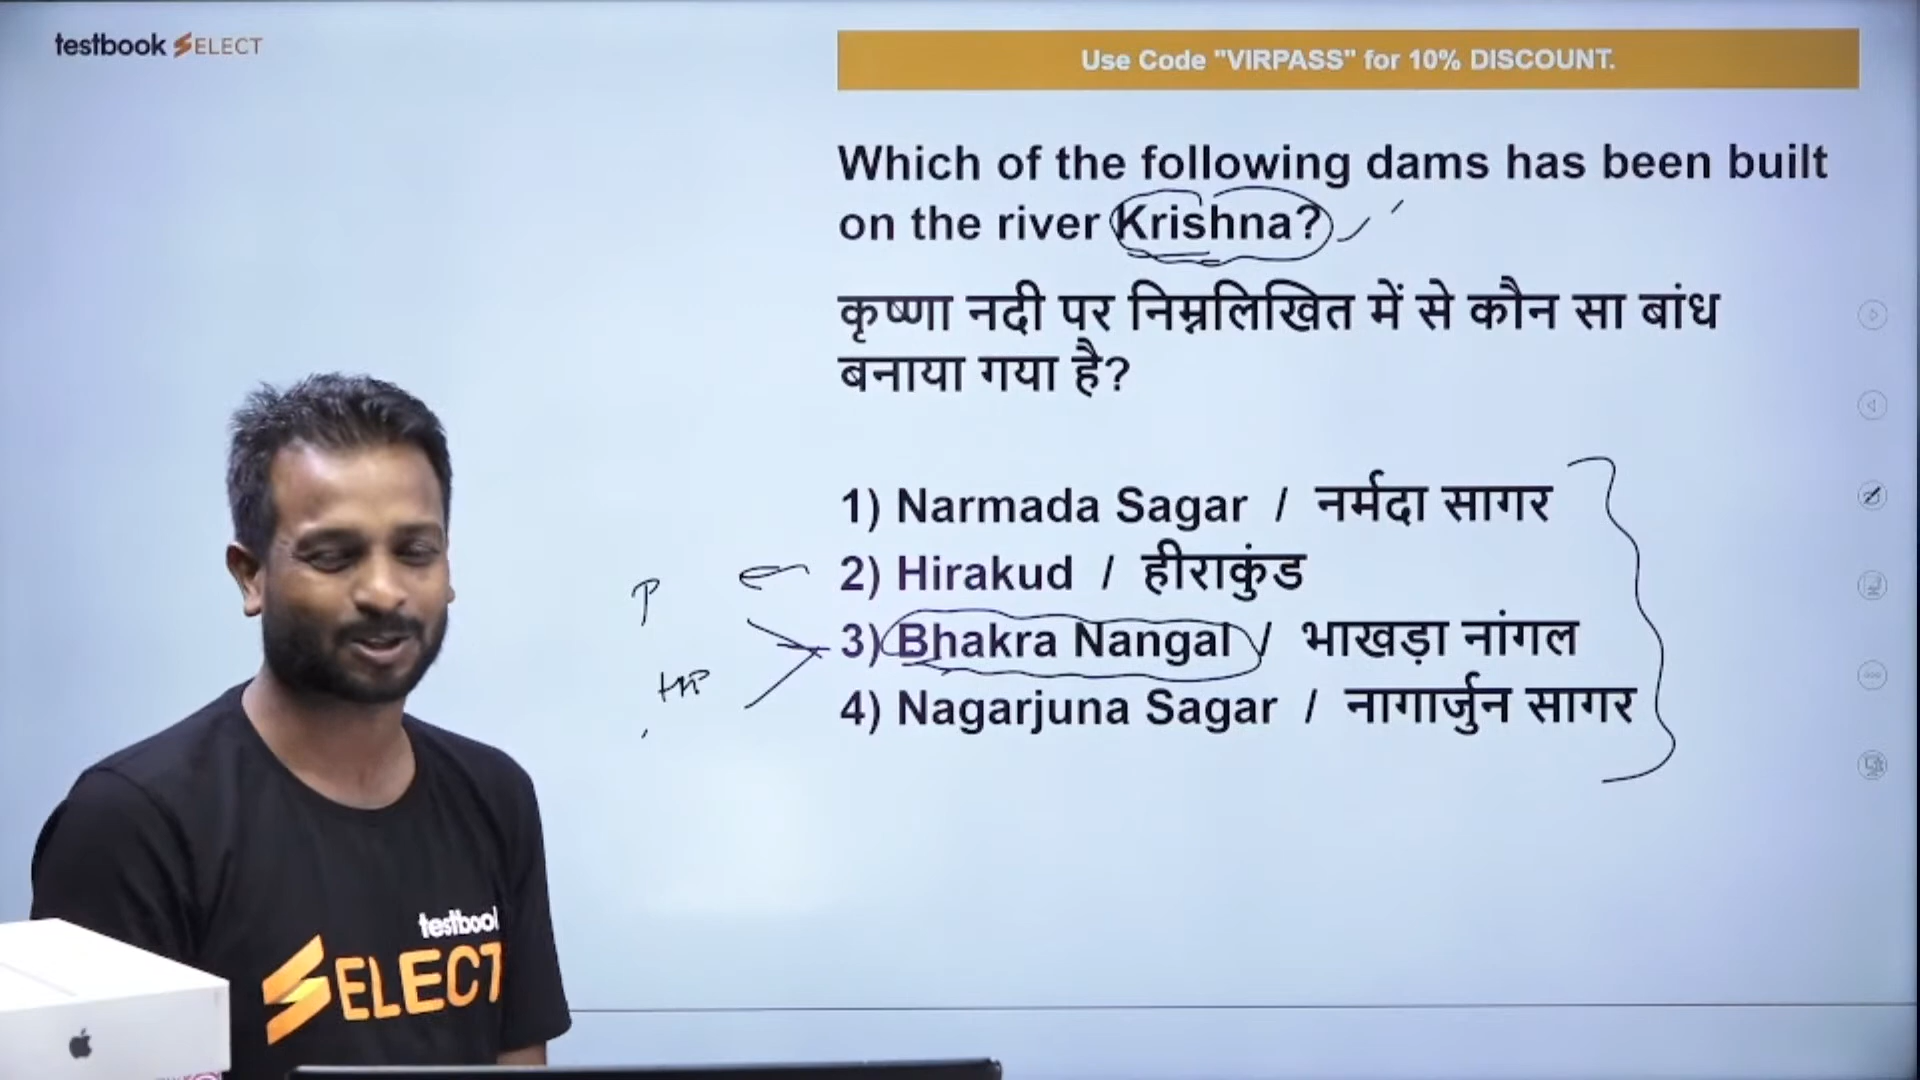 testbook SELECT
Use Code "VIRPASS" for 10% DISCOUNT.
Which of the following dams has been built
on the river Krishna?
कृष्णा नदी पर निम्नलिखित में से कौन सा बांध
बनाया गया है?
1) Narmada Sagar / नर्मदा सागर
2) Hirakud / हीराकुंड
3) Bhakra Nangal / भाखड़ा नांगल
4) Nagarjuna Sagar / नागार्जुन सागर
P
HP
testbook
SELECT